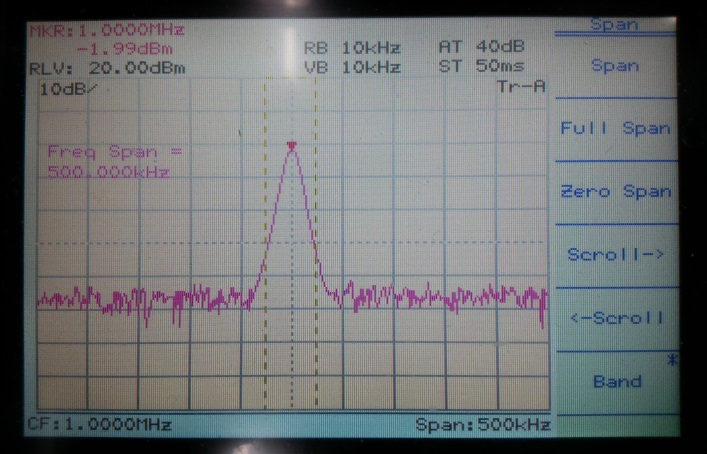 MKR:1.0000MHz
-1.99dBm
RLV: 20.00dBm
RB 10kHz
VB 10kHz
AT 40dB
ST 50ms
10dB/
Tr-A
Freq Span =
500.000kHz
CF:1.0000MHz
Span:500kHz
Span
Span
Full Span
Zero Span
Scroll->
<-Scroll
*
Band